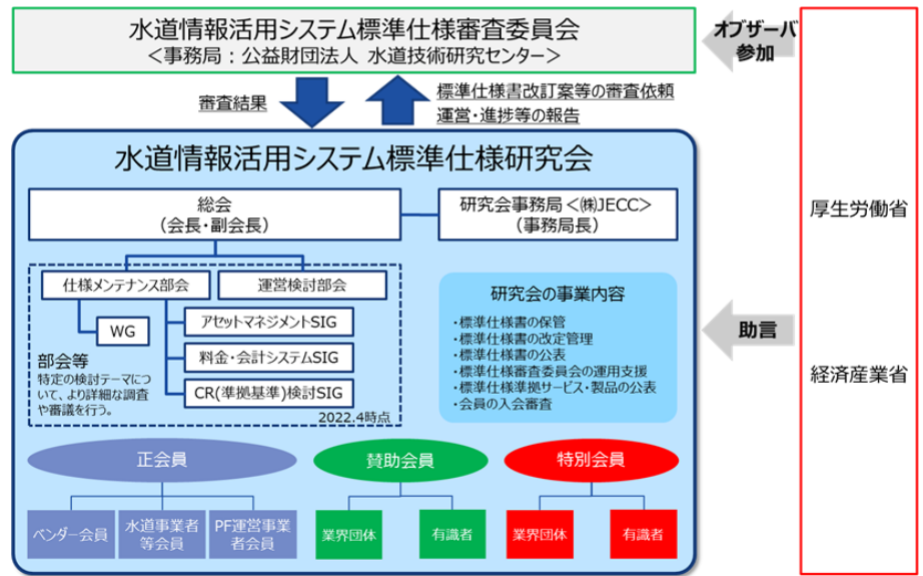 水道情報活用システム標準仕様審査委員会
<事務局：公益財団法人 水道技術研究センター>
オブザーバ
参加
審査結果
標準仕様書改訂案等の審査依頼
運営・進捗等の報告
水道情報活用システム標準仕様研究会
総会
（会長・副会長）
研究会事務局<㈱JECC>
（事務局長）
厚生労働省
仕様メンテナンス部会
運営検討部会
WG
アセットマネジメントSIG
料金・会計システムSIG
CR(準拠基準)検討SIG
部会等
特定の検討テーマにつ
いて、より詳細な調査
や審議を行う。
2022.4時点
研究会の事業内容
・標準仕様書の保管
・標準仕様書の改定管理
・標準仕様書の公表
・標準仕様審査委員会の運用支援
・標準仕様準拠サービス・製品の公表
・会員の入会審査
助言
経済産業省
正会員
賛助会員
特別会員
ベンダー会員
水道事業者
等会員
PF運営事業
者会員
業界団体
有識者
業界団体
有識者